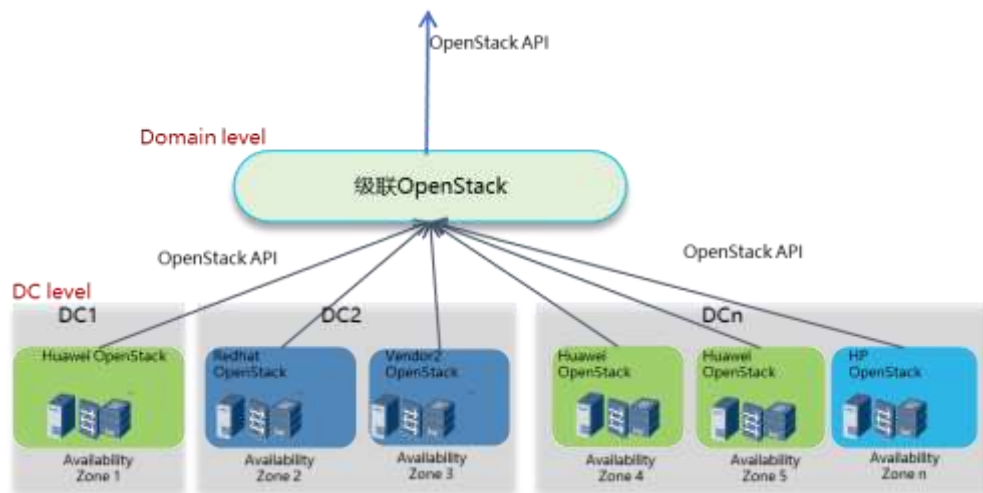 OpenStack API
Domain level
级联OpenStack
OpenStack API
OpenStack API
DC level
DC1
DC2
DCn
Huawei OpenStack
Redhat
OpenStack
Vendor2
OpenStack
Huawei
OpenStack
Huawei
OpenStack
HP
OpenStack
Availability
Zone 1
Availability
Zone 2
Availability
Zone 3
Availability
Zone 4
Availability
Zone 5
Availability
Zone n